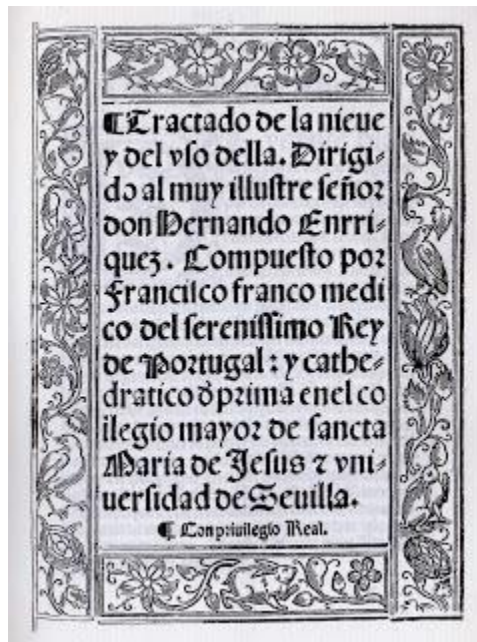 ¶ Tractado de la nieue
y del vso della. Dirigi⸗
do al muy illustre señor
don Hernando Enrri⸗
quez. Compuesto por
Francisco franco medi
co del serenissimo Rey
de Portugal : y cathe⸗
dratico d̄ prima enel co
llegio mayor de sancta
Maria de Jesus ⁊ vni⸗
uersidad de Seuilla.
¶ Con priuilegio Real.